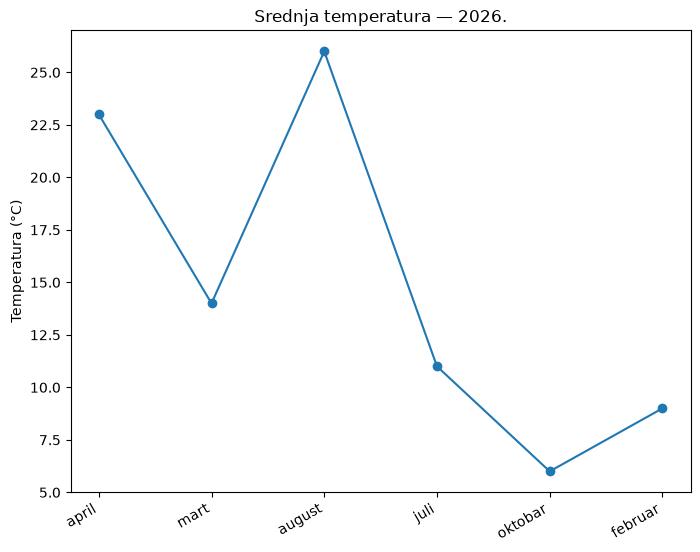 Srednja temperatura — 2026.
Temperatura (°C)
25.0
22.5
20.0
17.5
15.0
12.5
10.0
7.5
5.0
april
mart
august
juli
oktobar
februar